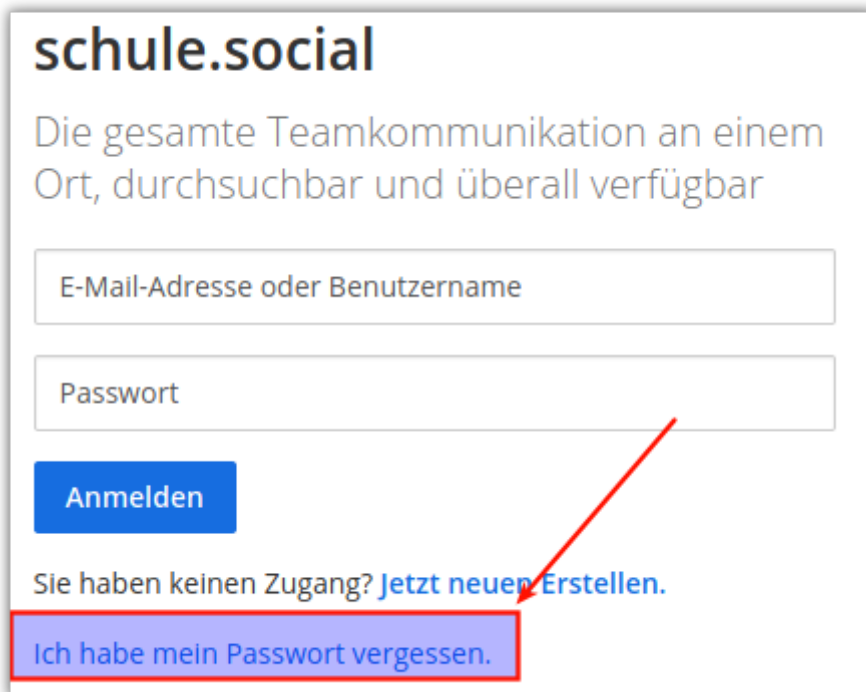 schule.social
Die gesamte Teamkommunikation an einem
Ort, durchsuchbar und überall verfügbar
E-Mail-Adresse oder Benutzername
Passwort
Anmelden
Sie haben keinen Zugang? Jetzt neuen Erstellen.
Ich habe mein Passwort vergessen.